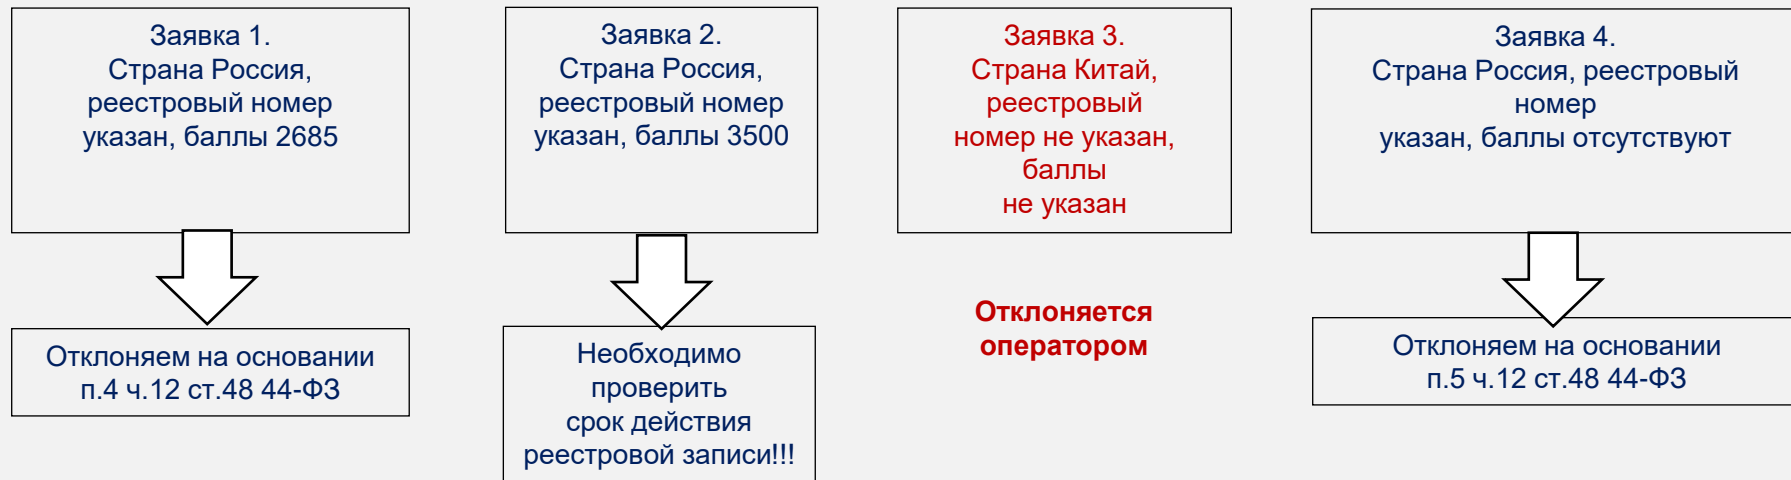 Заявка 1.
Страна Россия,
реестровый номер
указан, баллы 2685
Отклоняем на основании
п.4 ч.12 ст.48 44-ФЗ
Заявка 2.
Страна Россия,
реестровый номер
указан, баллы 3500
Необходимо
проверить
срок действия
реестровой записи!!!
Заявка 3.
Страна Китай,
реестровый
номер не указан,
баллы
не указан
Отклоняется
оператором
Заявка 4.
Страна Россия, реестровый
номер
указан, баллы отсутствуют
Отклоняем на основании
п.5 ч.12 ст.48 44-ФЗ